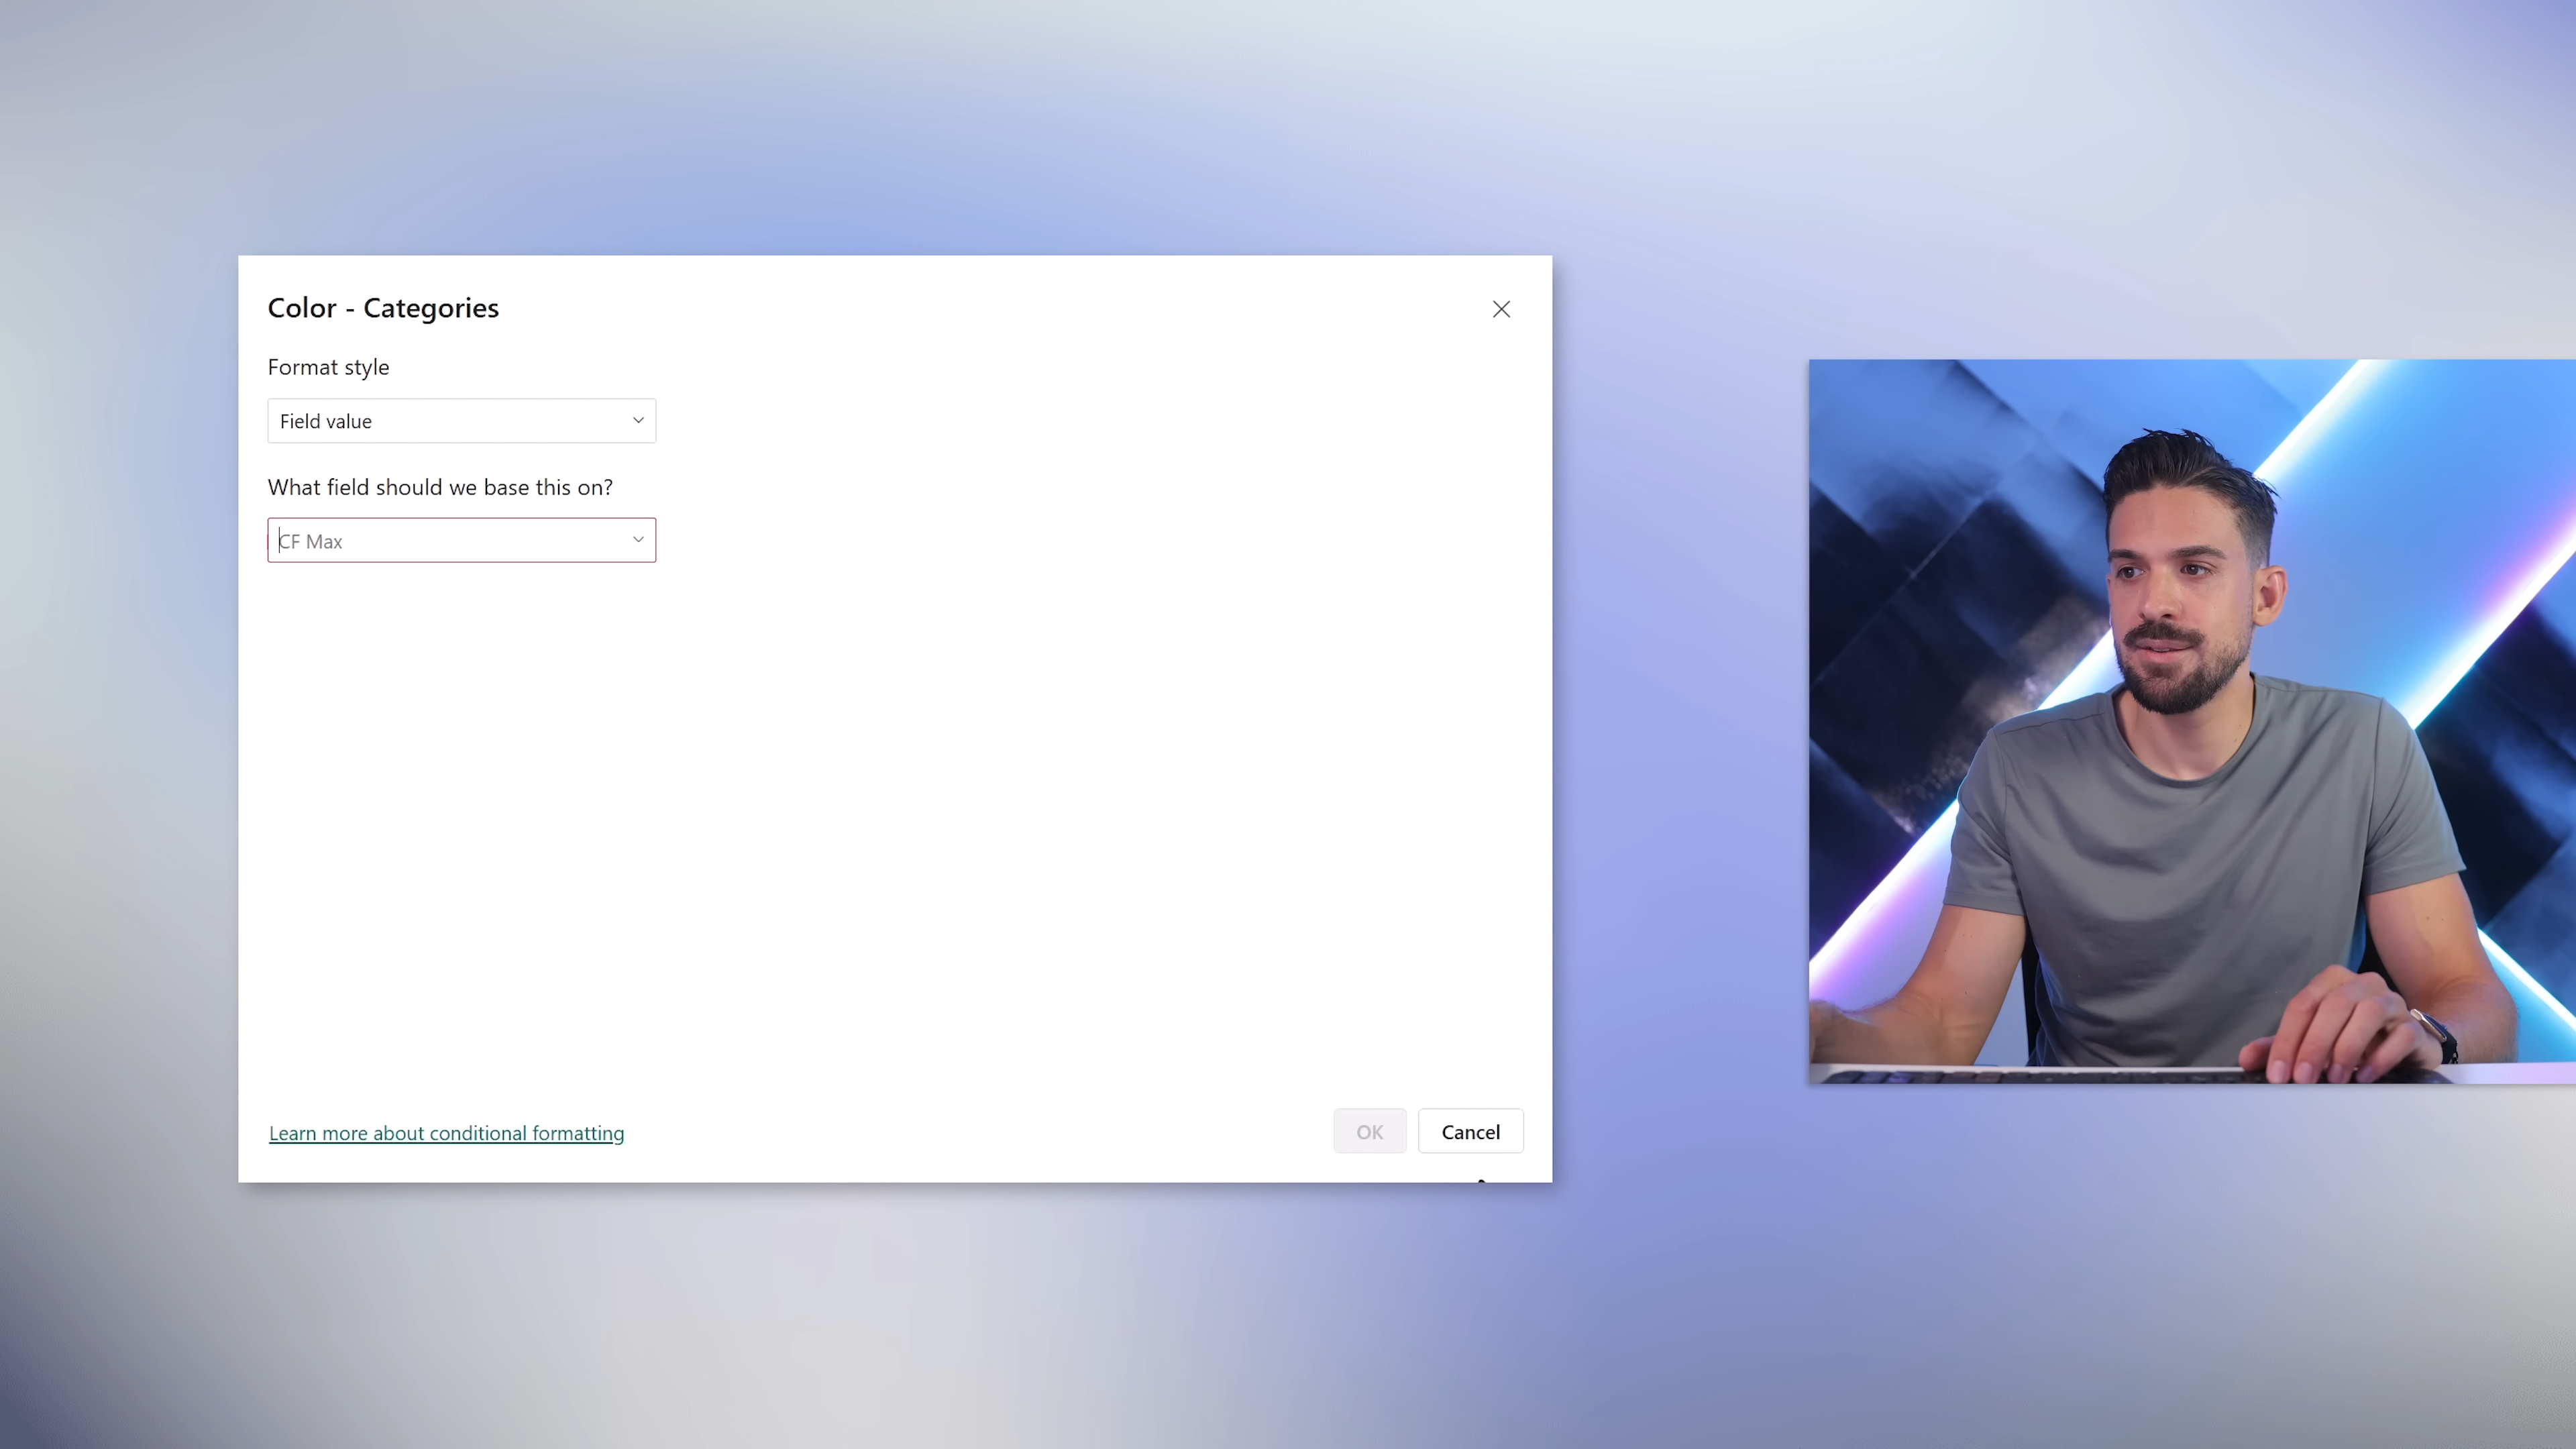 Color - Categories
Format style
Field value
What field should we base this on?
CF Max
Learn more about conditional formatting
OK
Cancel